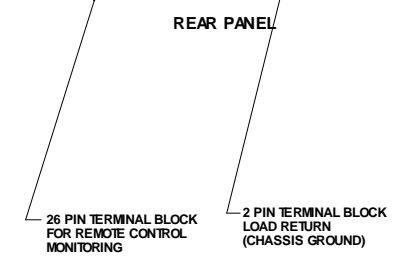 REAR PANEL
26 PIN TERMINAL BLOCK
FOR REMOTE CONTROL
MONITORING
2 PIN TERMINAL BLOCK
LOAD RETURN
(CHASSIS GROUND)